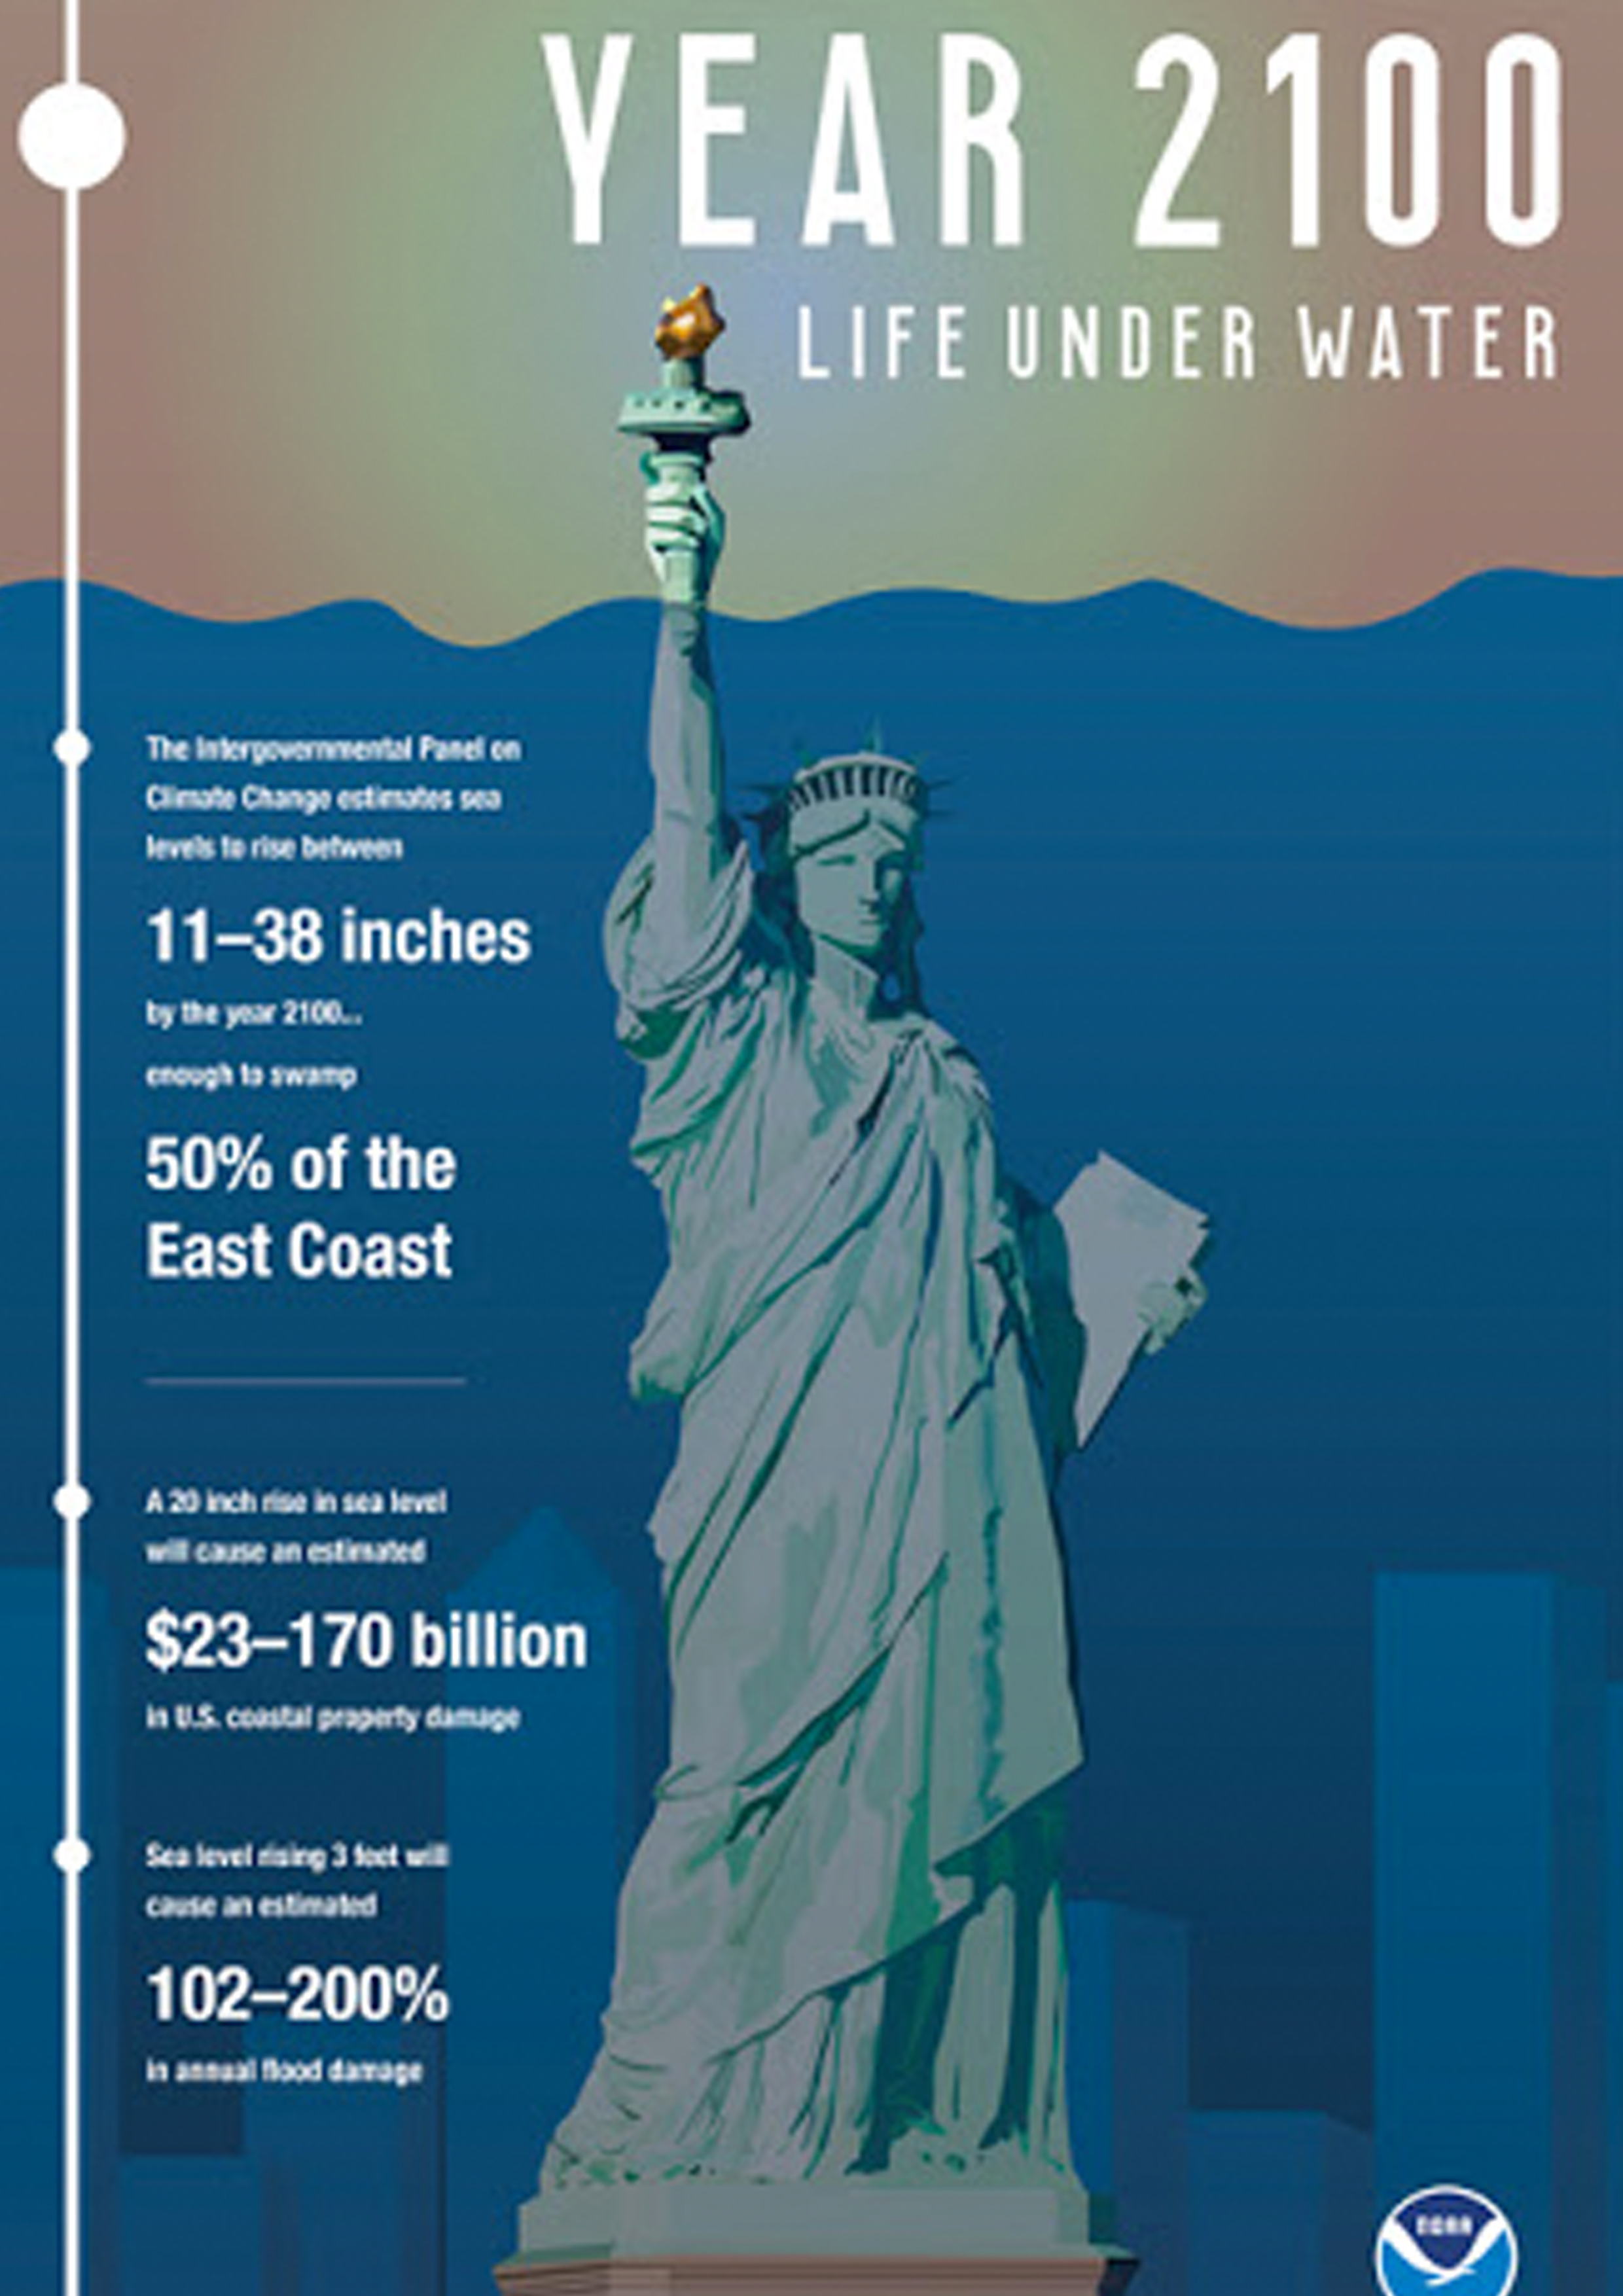 YEAR 2100
LIFE UNDER WATER
The Intergovernmental Panel on
Climate Change estimates sea
levels to rise between
11–38 inches
by the year 2100...
enough to swamp
50% of the
East Coast
A 20 inch rise in sea level
will cause an estimated
$23–170 billion
in U.S. coastal property damage
Sea level rising 3 feet will
cause an estimated
102–200%
in annual flood damage
NOAA